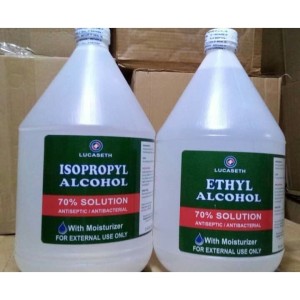 LUCASETH
ISOPROPYL
ALCOHOL
70% SOLUTION
ANTISEPTIC / ANTIBACTERIAL
With Moisturizer
FOR EXTERNAL USE ONLY
LUCASETH
ETHYL
ALCOHOL
70% SOLUTION
ANTISEPTIC / ANTIBACTERIAL
With Moisturizer
FOR EXTERNAL USE ONLY